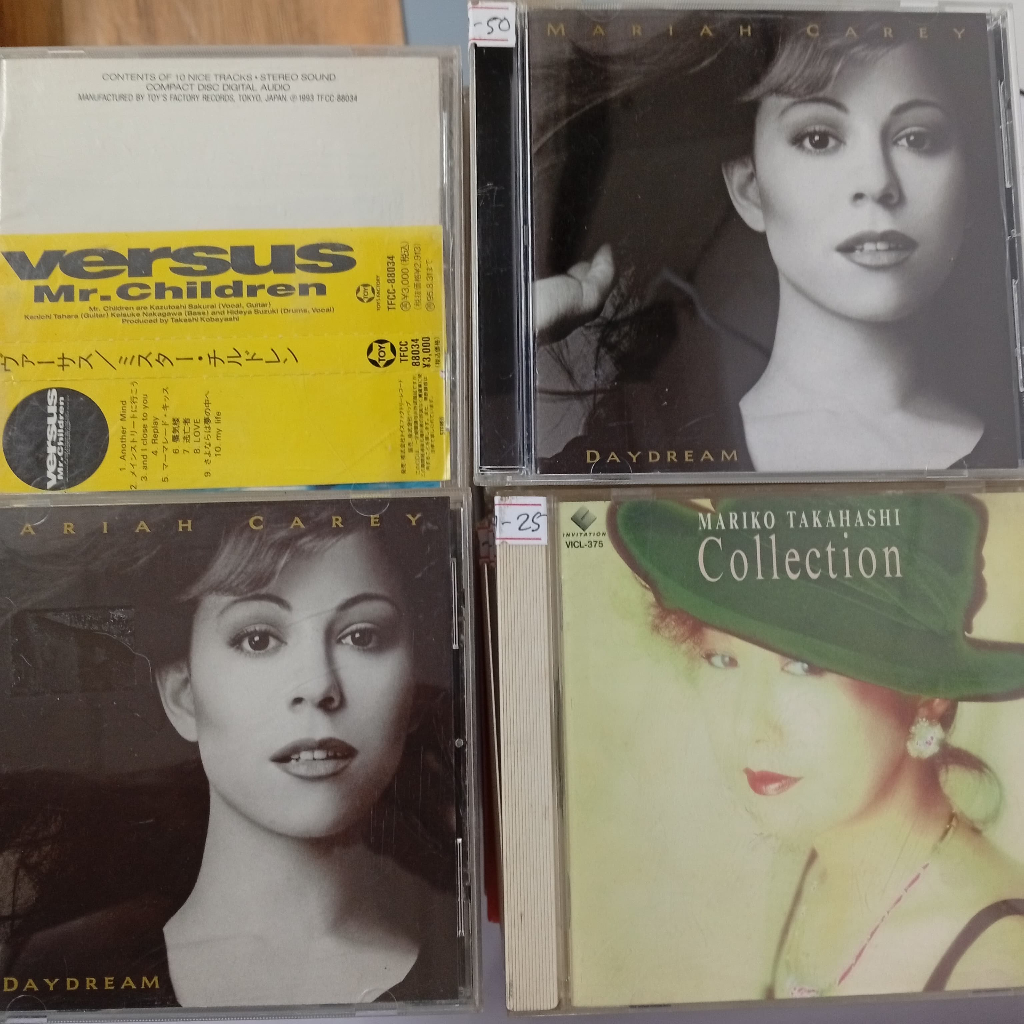 CONTENTS OF 10 NICE TRACKS • STEREO SOUND
COMPACT DISC DIGITAL AUDIO
MANUFACTURED BY TOY'S FACTORY RECORDS, TOKYO, JAPAN. ℗ 1993 TFCC 88034
versus
Mr.Children
Mr. Children are Kazutoshi Sakurai (Vocal, Guitar)
Kenichi Tahara (Guitar) Keisuke Nakagawa (Bass) and Hideya Suzuki (Drums, Vocal)
Produced by Takeshi Kobayashi
TFCC-88034
¥3,000 (税込)
ヴァーサス／ミスター・チルドレン
TOY
TFCC
88034
¥3,000
versus
Mr.Children
1 Another Mind
2 メインストリートに行こう
3 and I close to you
4 Replay
5 マーマレード・キッス
6 蜃気楼
7 逃亡者
8 LOVE
9 さよならは夢の中へ
10 my life
-50
MARIAH CAREY
DAYDREAM
ARIAH CAREY
DAYDREAM
-25
INVITATION
VICL-375
MARIKO TAKAHASHI
Collection